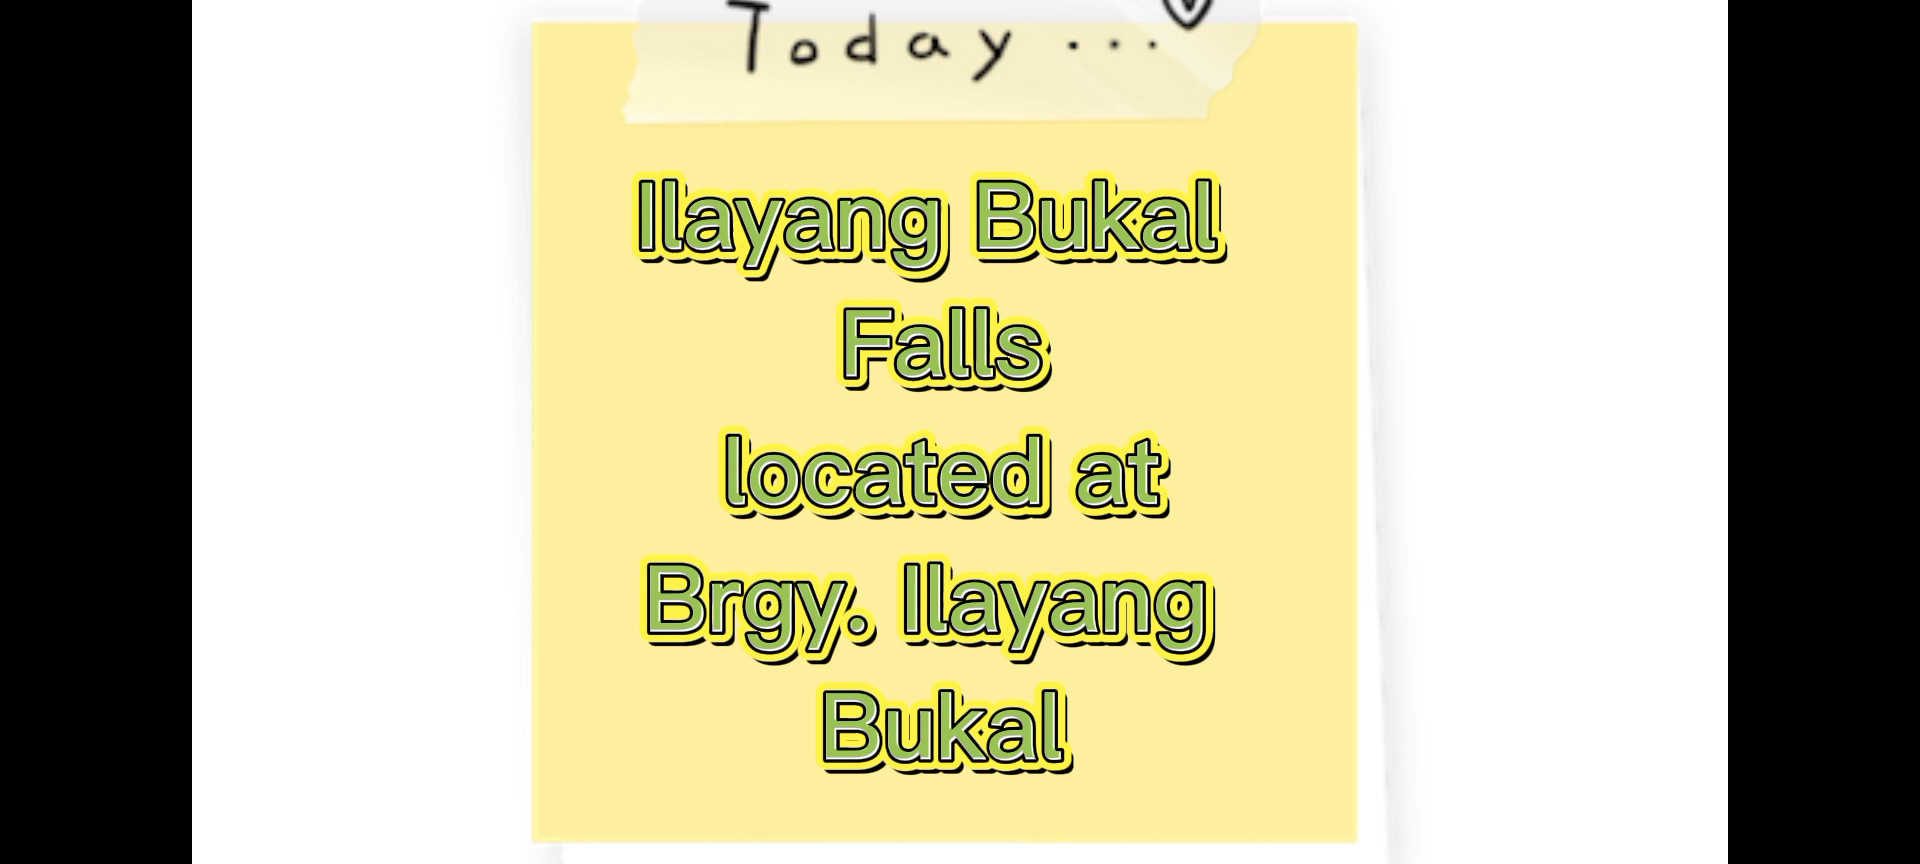 Today...
Ilayang Bukal
Falls
located at
Brgy. Ilayang
Bukal